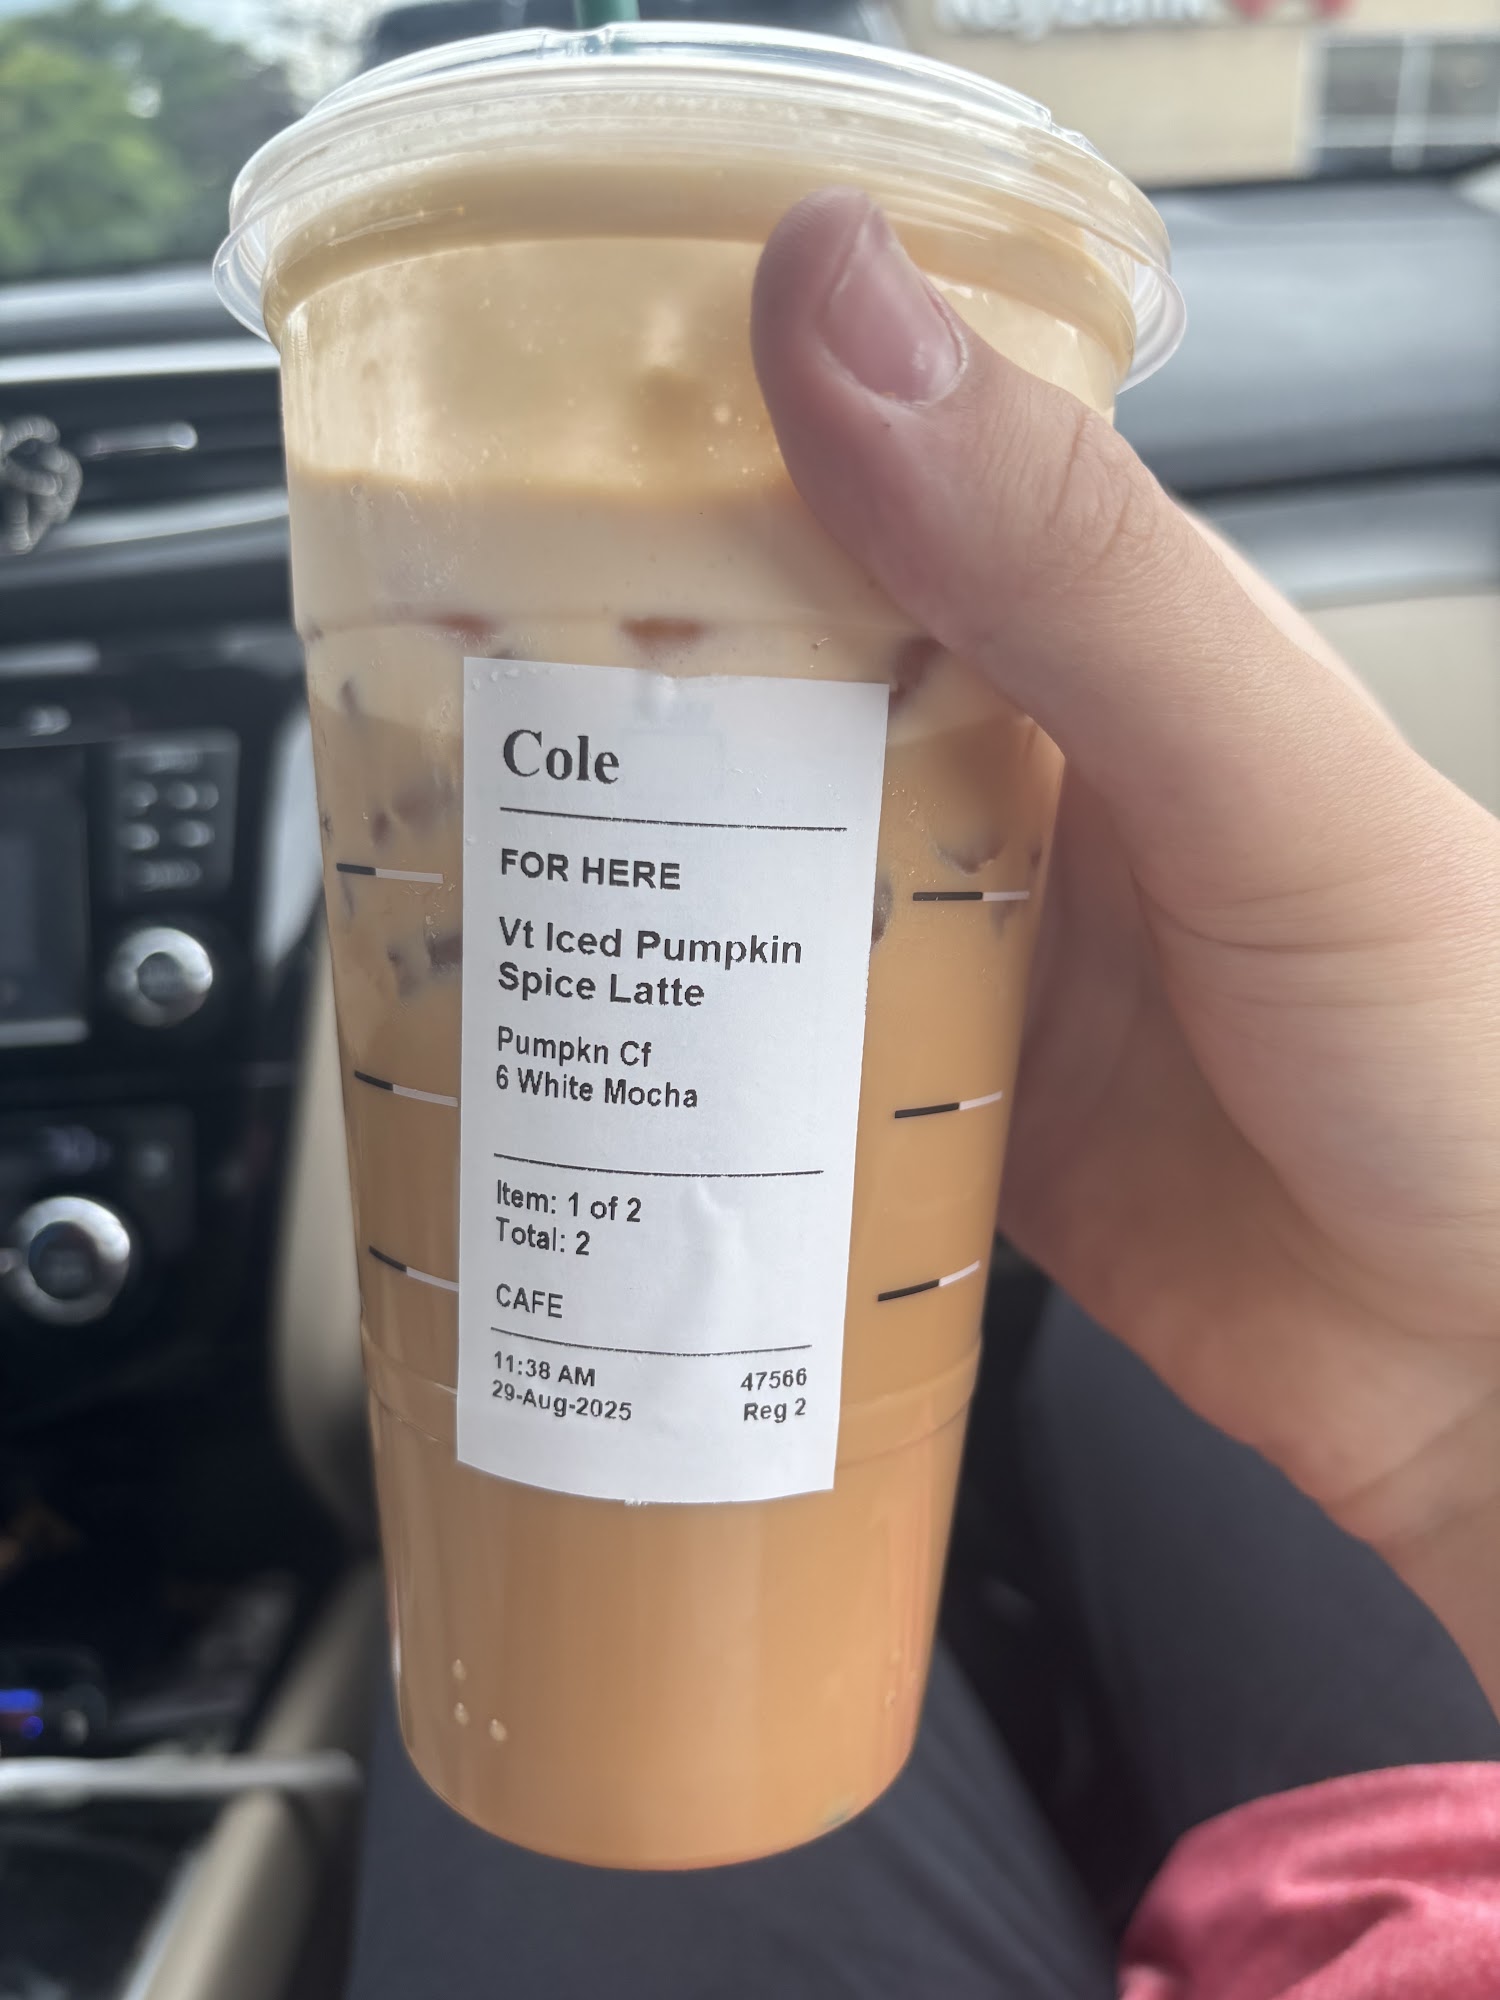 KeyBank
Cole
FOR HERE
Vt Iced Pumpkin
Spice Latte
Pumpkn Cf
6 White Mocha
Item: 1 of 2
Total: 2
CAFE
11:38 AM 47566
29-Aug-2025 Reg 2